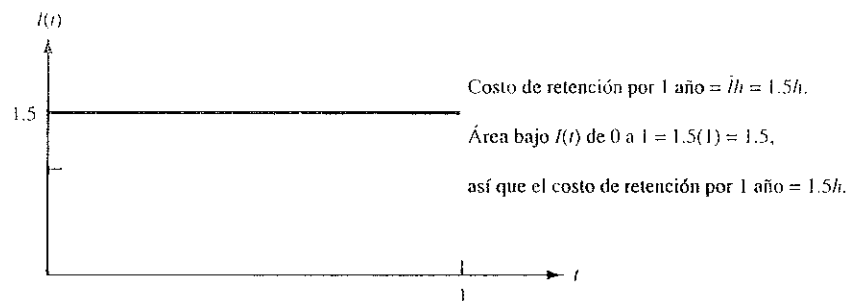 I(t)
1.5
Costo de retención por 1 año = İh = 1.5h.
Área bajo I(t) de 0 a 1 = 1.5(1) = 1.5,
así que el costo de retención por 1 año = 1.5h.
t
1